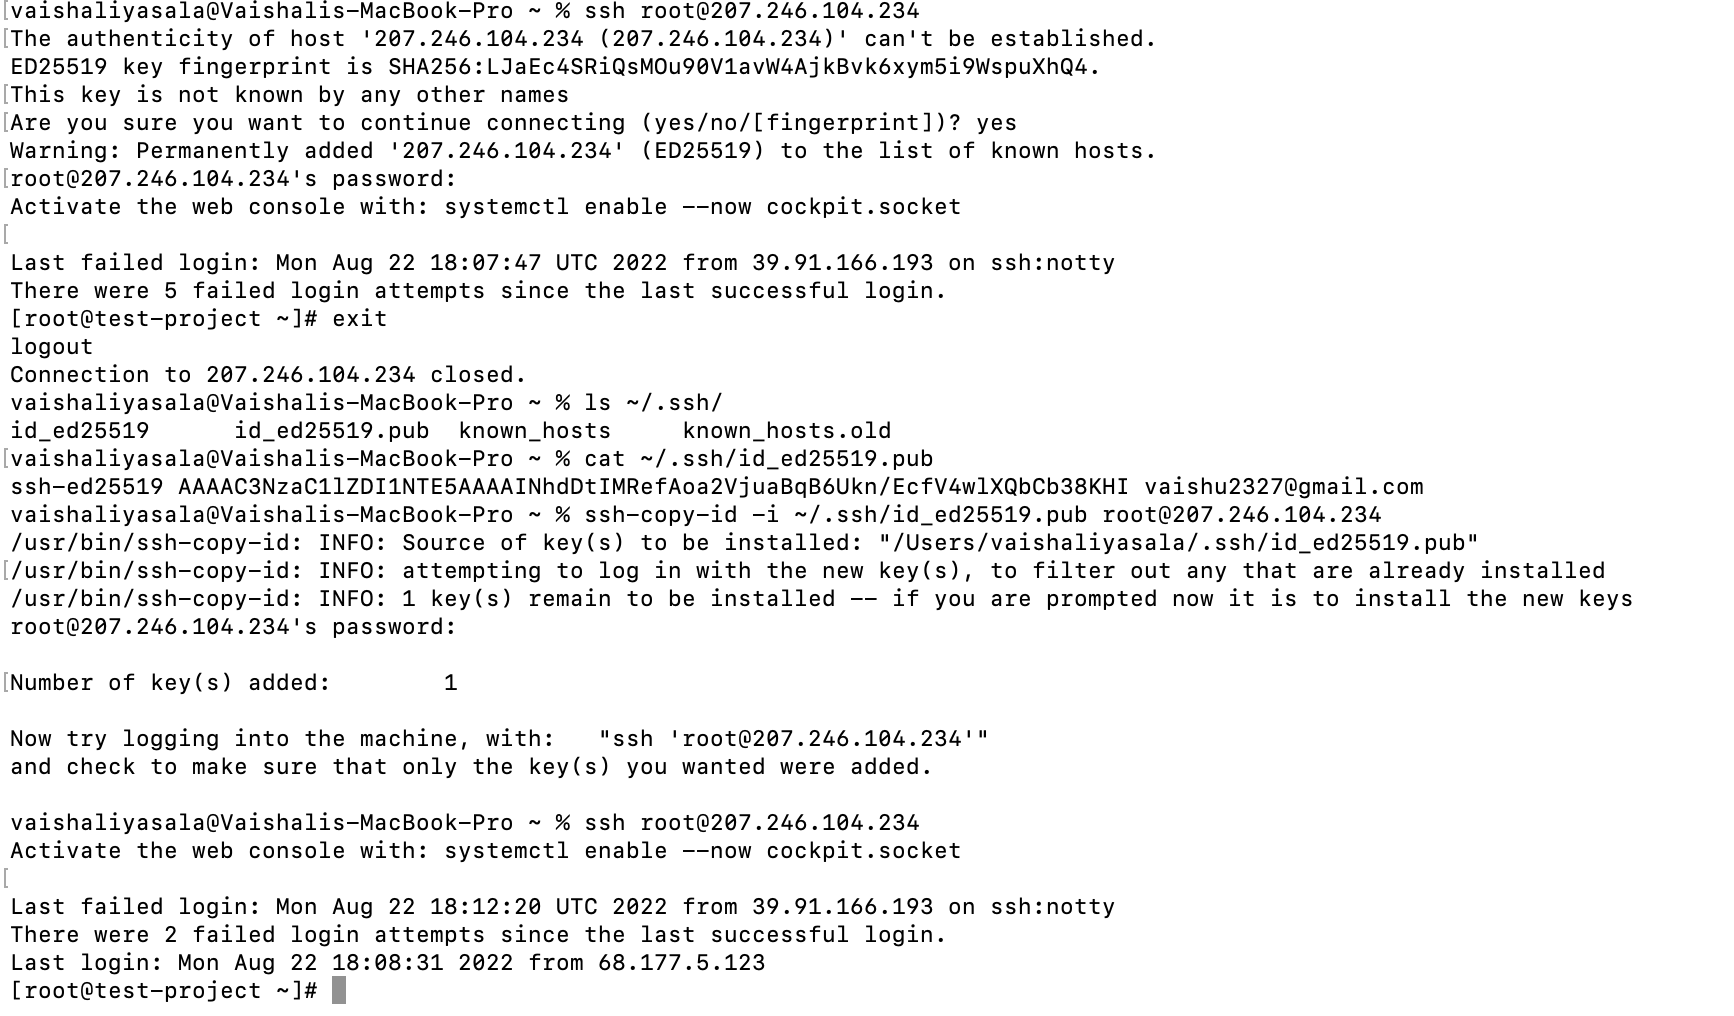 [vaishaliyasala@Vaishalis-MacBook-Pro ~ % ssh root@207.246.104.234
[The authenticity of host '207.246.104.234 (207.246.104.234)' can't be established.
ED25519 key fingerprint is SHA256:LJaEc4SRiQsMOu90V1avW4AjkBvk6xym5i9WspuXhQ4.
[This key is not known by any other names
[Are you sure you want to continue connecting (yes/no/[fingerprint])? yes
Warning: Permanently added '207.246.104.234' (ED25519) to the list of known hosts.
[root@207.246.104.234's password:
Activate the web console with: systemctl enable --now cockpit.socket
[
Last failed login: Mon Aug 22 18:07:47 UTC 2022 from 39.91.166.193 on ssh:notty
There were 5 failed login attempts since the last successful login.
[root@test-project ~]# exit
logout
Connection to 207.246.104.234 closed.
vaishaliyasala@Vaishalis-MacBook-Pro ~ % ls ~/.ssh/
id_ed25519      id_ed25519.pub  known_hosts     known_hosts.old
[vaishaliyasala@Vaishalis-MacBook-Pro ~ % cat ~/.ssh/id_ed25519.pub
ssh-ed25519 AAAAC3NzaC1lZDI1NTE5AAAAINhdDtIMRefAoa2VjuaBqB6Ukn/EcfV4wlXQbCb38KHI vaishu2327@gmail.com
vaishaliyasala@Vaishalis-MacBook-Pro ~ % ssh-copy-id -i ~/.ssh/id_ed25519.pub root@207.246.104.234
/usr/bin/ssh-copy-id: INFO: Source of key(s) to be installed: "/Users/vaishaliyasala/.ssh/id_ed25519.pub"
[/usr/bin/ssh-copy-id: INFO: attempting to log in with the new key(s), to filter out any that are already installed
/usr/bin/ssh-copy-id: INFO: 1 key(s) remain to be installed -- if you are prompted now it is to install the new keys
root@207.246.104.234's password:
[Number of key(s) added:        1
Now try logging into the machine, with:   "ssh 'root@207.246.104.234'"
and check to make sure that only the key(s) you wanted were added.
vaishaliyasala@Vaishalis-MacBook-Pro ~ % ssh root@207.246.104.234
Activate the web console with: systemctl enable --now cockpit.socket
[
Last failed login: Mon Aug 22 18:12:20 UTC 2022 from 39.91.166.193 on ssh:notty
There were 2 failed login attempts since the last successful login.
Last login: Mon Aug 22 18:08:31 2022 from 68.177.5.123
[root@test-project ~]#